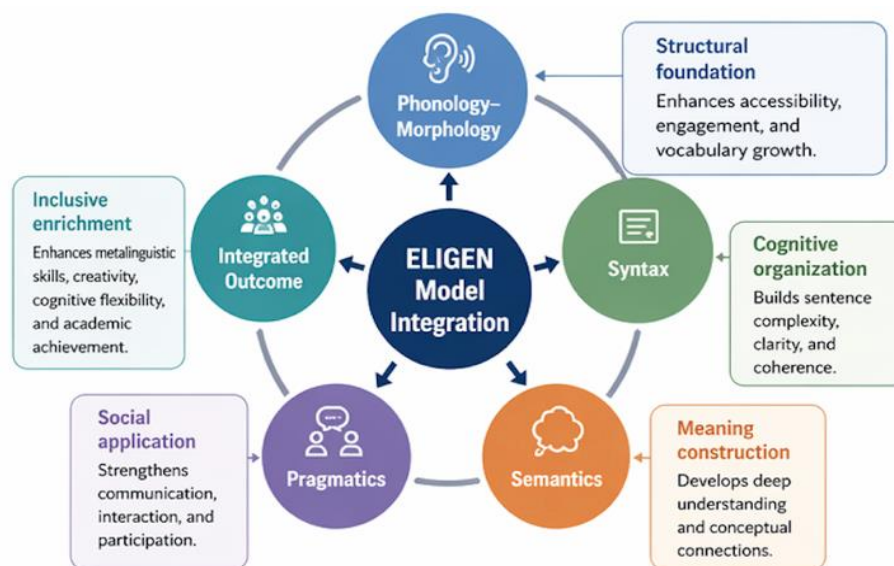 Phonology–
Morphology
Structural
foundation
Enhances accessibility,
engagement, and
vocabulary growth.
Inclusive
enrichment
Enhances metalinguistic
skills, creativity,
cognitive flexibility,
and academic
achievement.
Integrated
Outcome
ELIGEN
Model
Integration
Syntax
Cognitive
organization
Builds sentence
complexity,
clarity, and
coherence.
Social
application
Strengthens
communication,
interaction, and
participation.
Pragmatics
Semantics
Meaning
construction
Develops deep
understanding
and conceptual
connections.